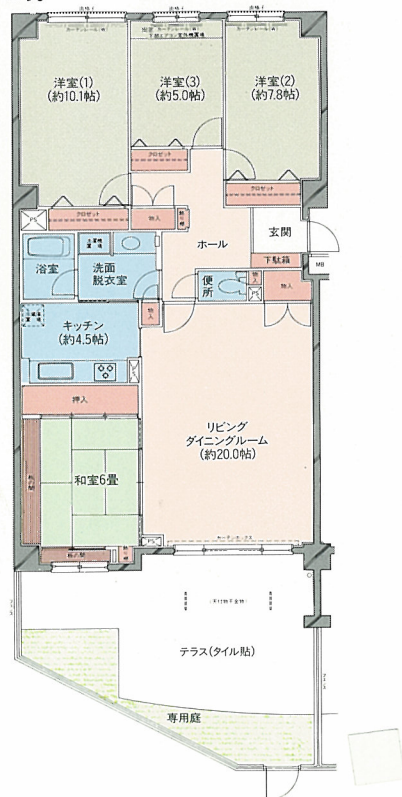 洋室(1)
(約10.1帖)
洋室(3)
(約5.0帖)
洋室(2)
(約7.8帖)
クロゼット
クロゼット
クロゼット
物入
ホール
玄関
下駄箱
MB
浴室
洗面
脱衣室
便所
物入
PS
物入
PS
物入
キッチン
(約4.5帖)
押入
リビング
ダイニングルーム
(約20.0帖)
和室6畳
PS
テラス(タイル貼)
専用庭